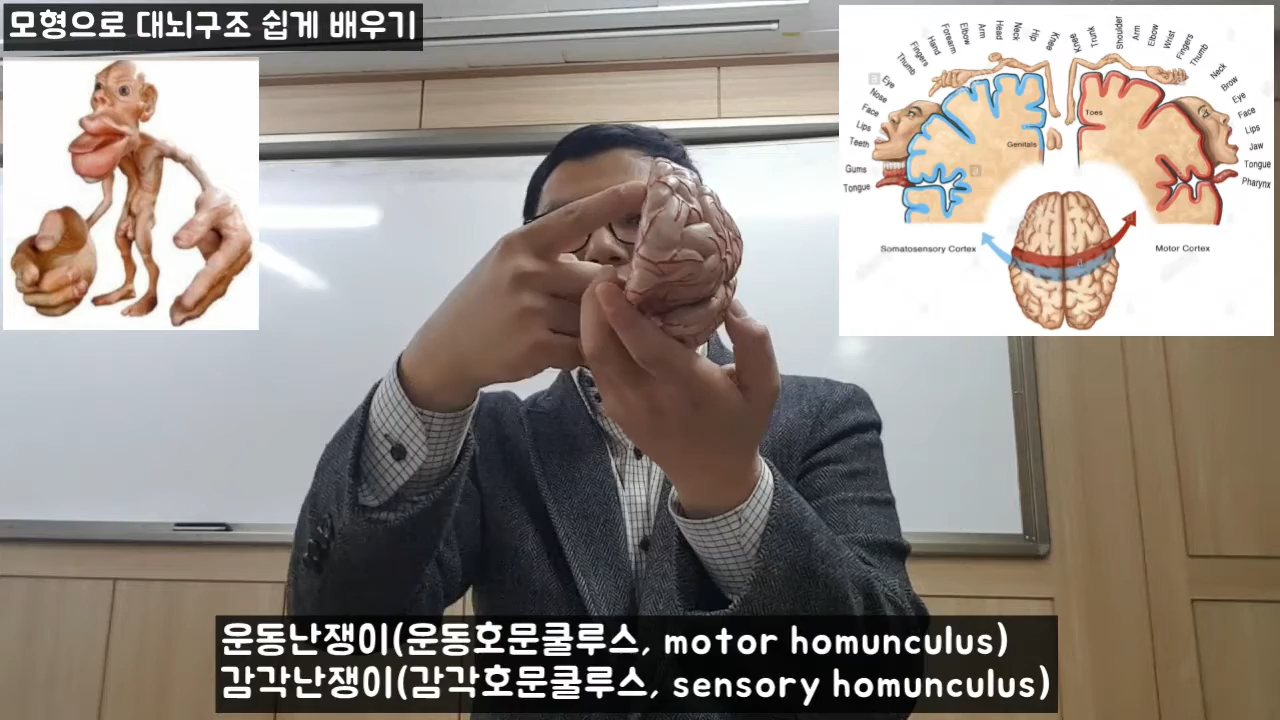 모형으로 대뇌구조 쉽게 배우기
Eye
Nose
Face
Lips
Teeth
Gums
Tongue
Thumb
Fingers
Hand
Forearm
Elbow
Arm
Head
Neck
Hip
Knee
Genitals
Toes
Knee
Trunk
Shoulder
Arm
Elbow
Wrist
Fingers
Thumb
Neck
Brow
Eye
Face
Lips
Jaw
Tongue
Pharynx
Somatosensory Cortex
Motor Cortex
운동난쟁이(운동호문쿨루스, motor homunculus)
감각난쟁이(감각호문쿨루스, sensory homunculus)